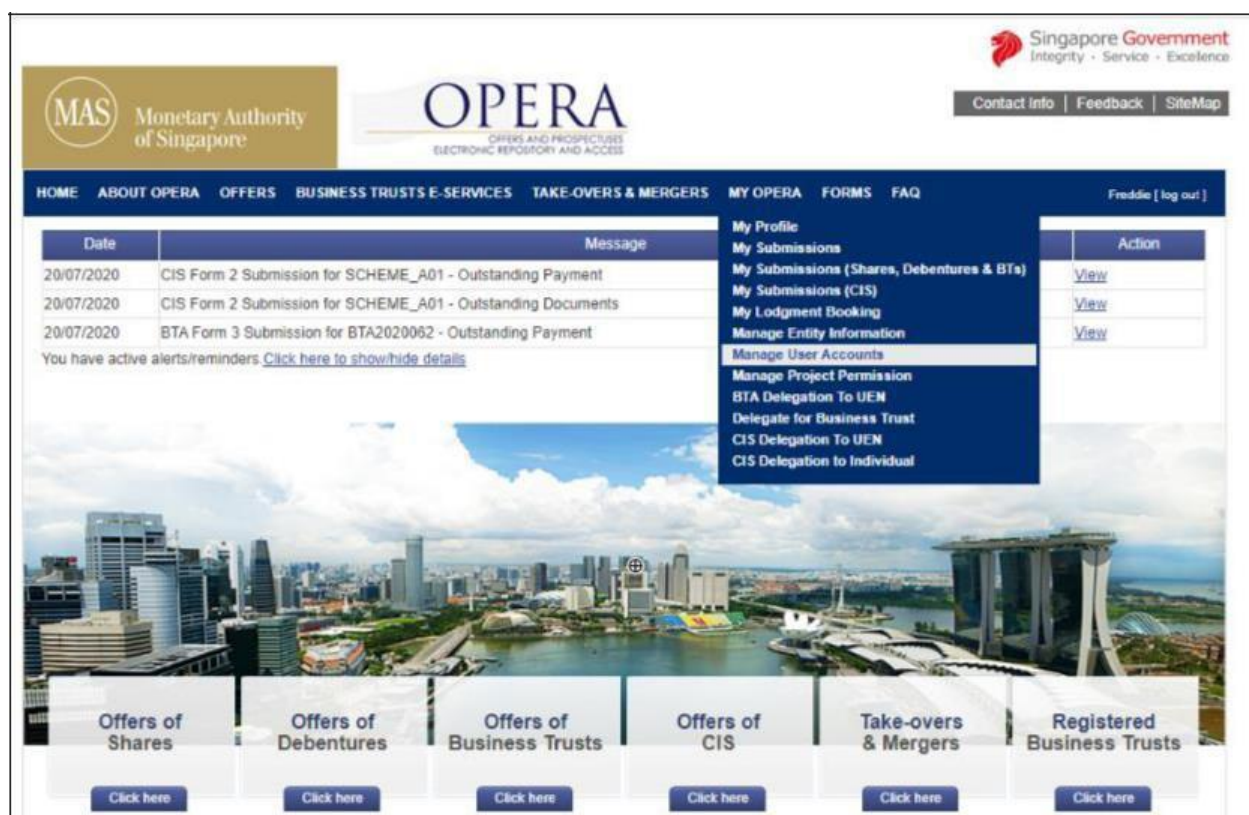 Singapore Government
Integrity · Service · Excellence
MAS
Monetary Authority
of Singapore
OPERA
OFFERS AND PROSPECTUSES
ELECTRONIC REPOSITORY AND ACCESS
Contact Info | Feedback | SiteMap
HOME ABOUT OPERA OFFERS BUSINESS TRUSTS E-SERVICES TAKE-OVERS & MERGERS MY OPERA FORMS FAQ Freddie [ log out ]
My Profile
My Submissions
My Submissions (Shares, Debentures & BTs)
My Submissions (CIS)
My Lodgment Booking
Manage Entity Information
Manage User Accounts
Manage Project Permission
BTA Delegation To UEN
Delegate for Business Trust
CIS Delegation To UEN
CIS Delegation to Individual
Date Message Action
20/07/2020 CIS Form 2 Submission for SCHEME_A01 - Outstanding Payment View
20/07/2020 CIS Form 2 Submission for SCHEME_A01 - Outstanding Documents View
20/07/2020 BTA Form 3 Submission for BTA2020062 - Outstanding Payment View
You have active alerts/reminders. Click here to show/hide details
Offers of
Shares
Click here
Offers of
Debentures
Click here
Offers of
Business Trusts
Click here
Offers of
CIS
Click here
Take-overs
& Mergers
Click here
Registered
Business Trusts
Click here